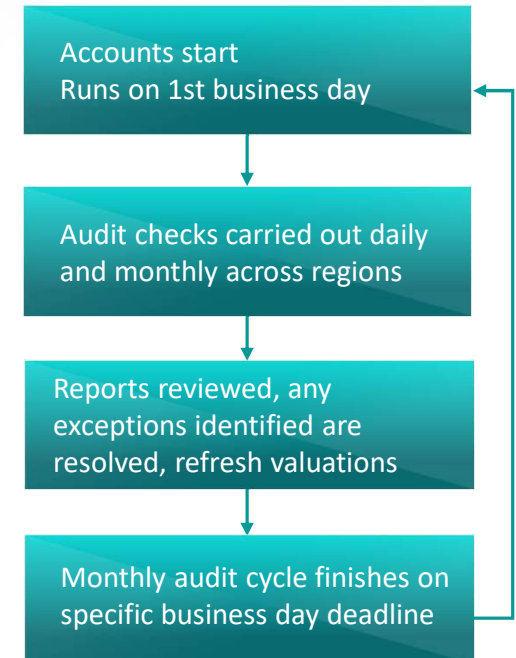 Accounts start
Runs on 1st business day
Audit checks carried out daily
and monthly across regions
Reports reviewed, any
exceptions identified are
resolved, refresh valuations
Monthly audit cycle finishes on
specific business day deadline